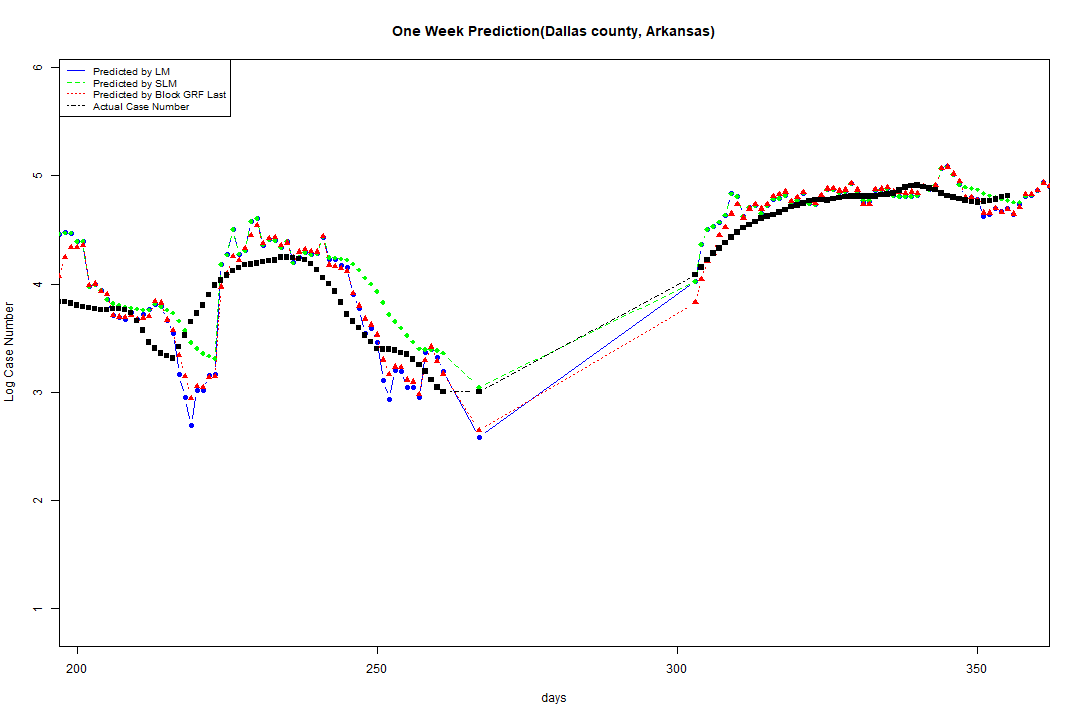 One Week Prediction(Dallas county, Arkansas)
Predicted by LM
Predicted by SLM
Predicted by Block GRF Last
Actual Case Number
6
5
4
3
2
1
Log Case Number
200
250
300
350
days